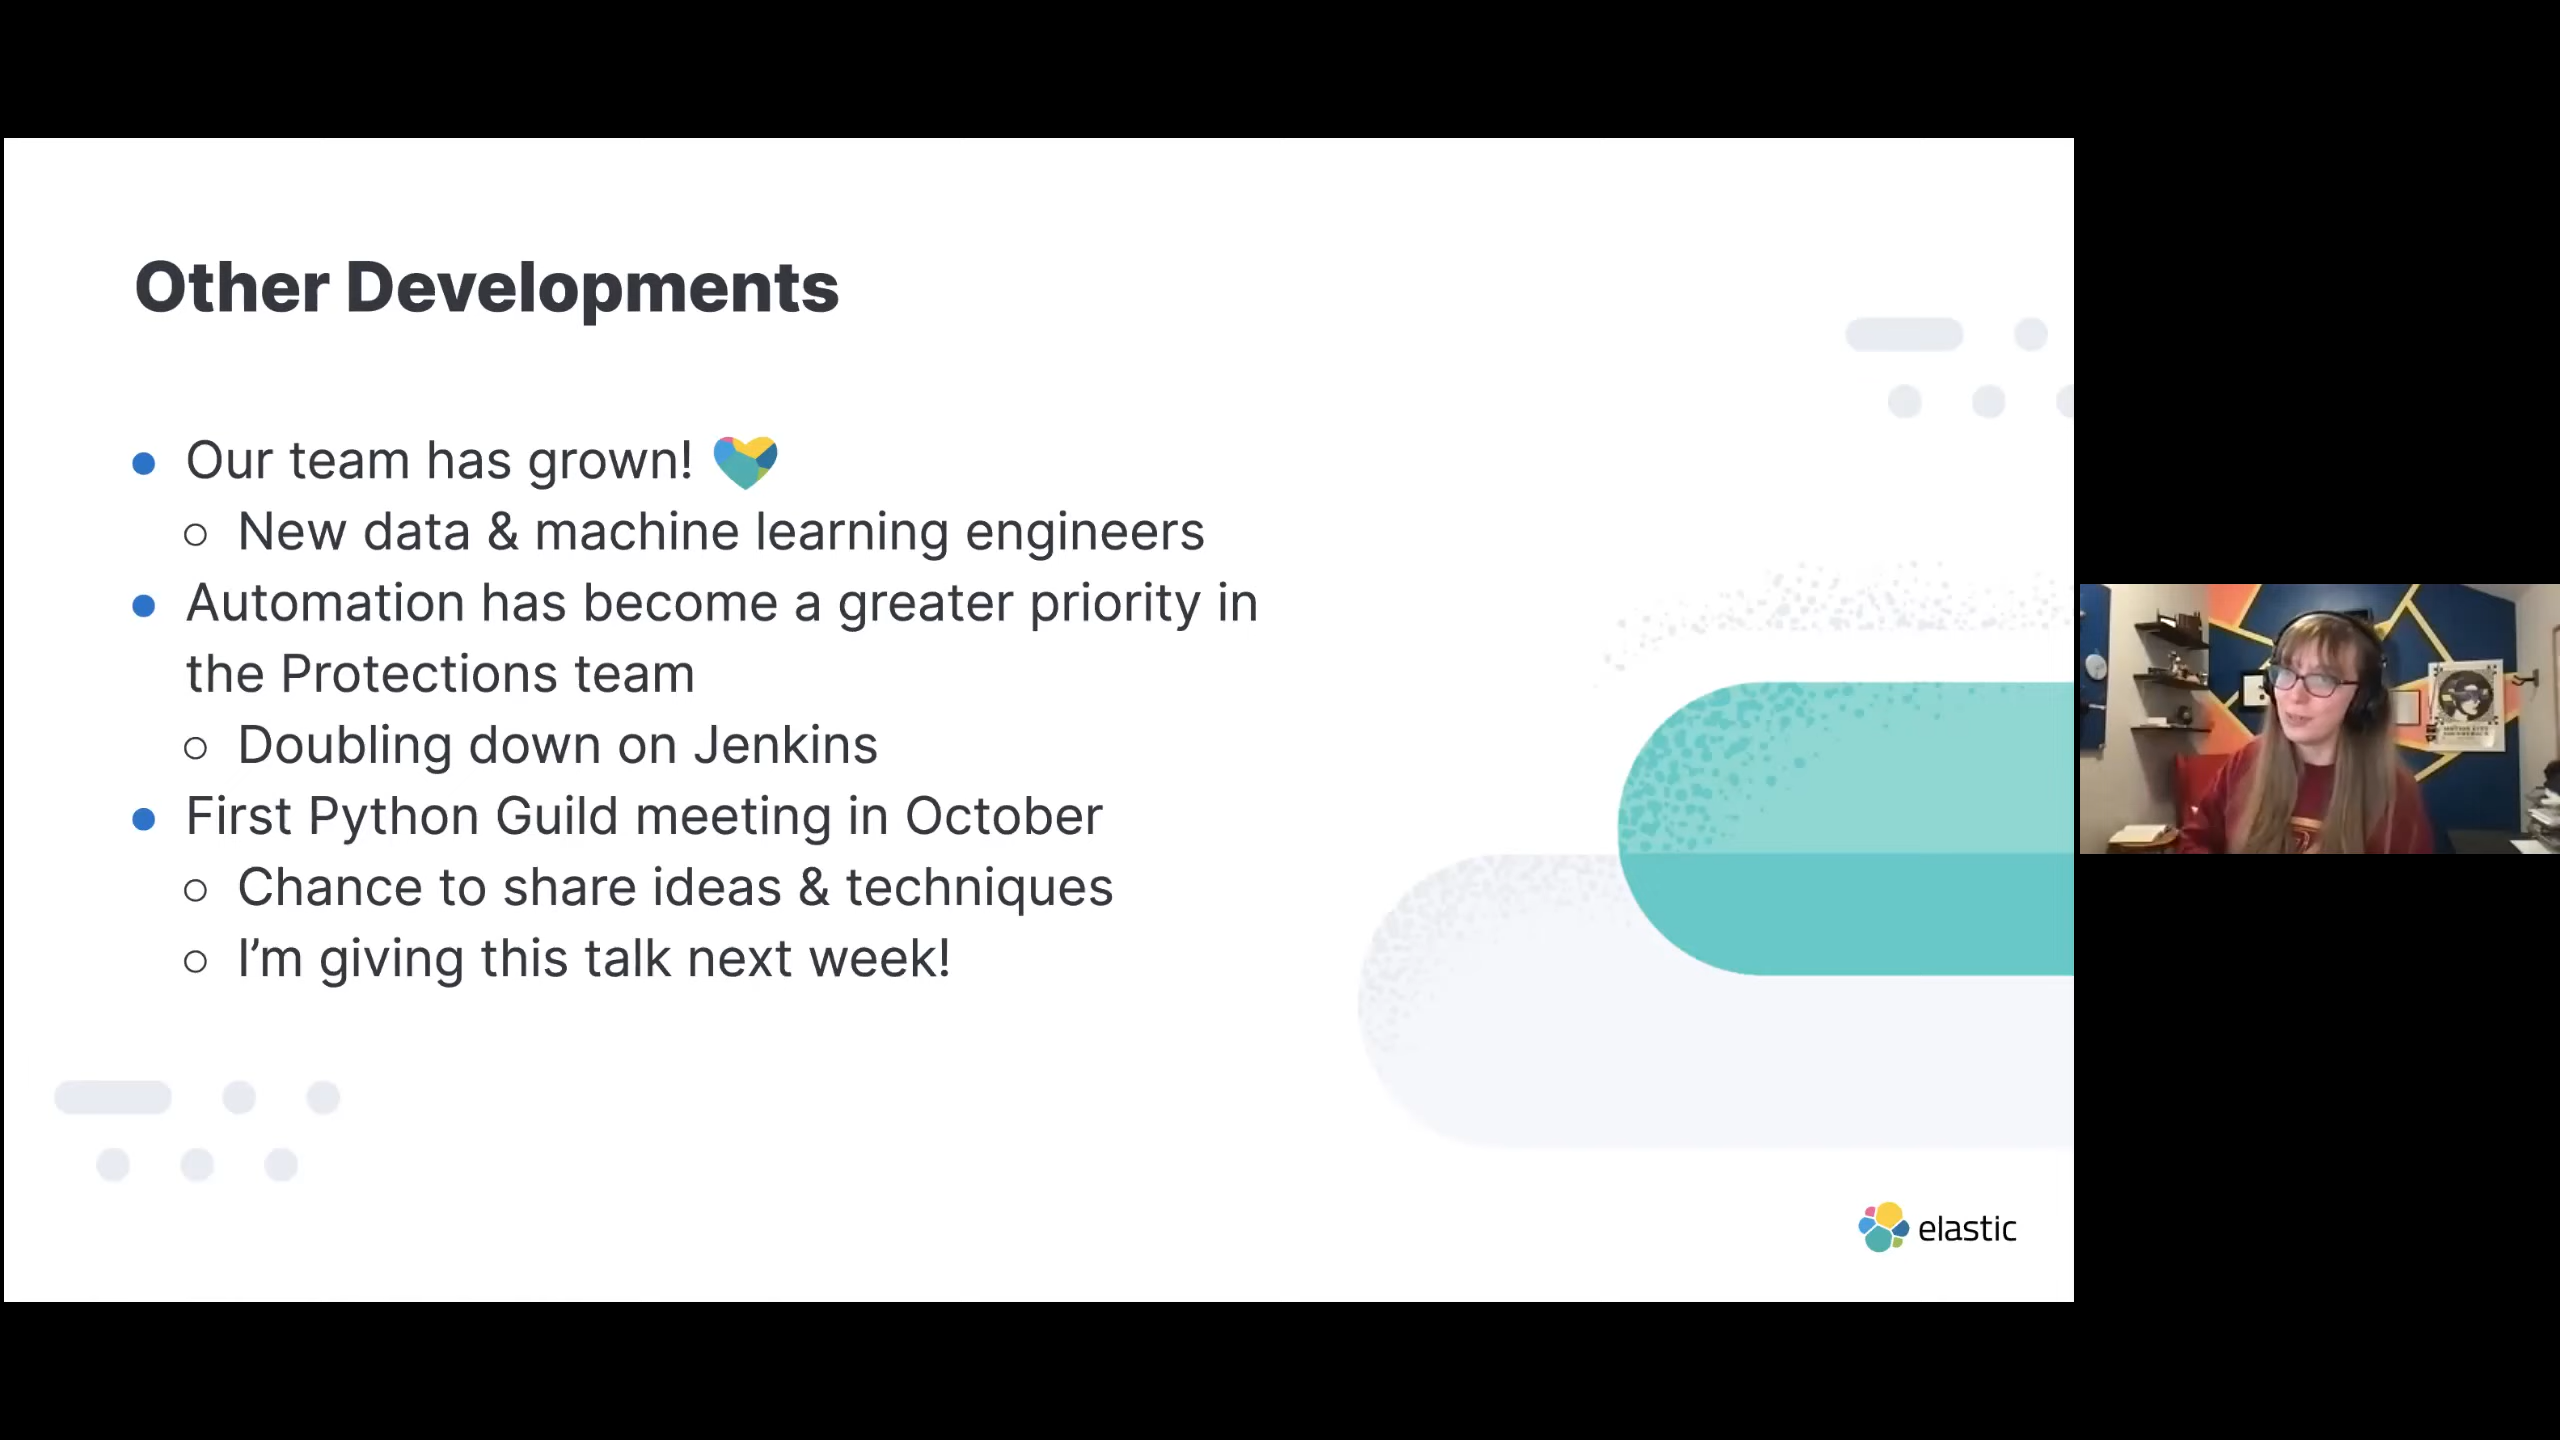 Other Developments
Our team has grown!
New data & machine learning engineers
Automation has become a greater priority in
the Protections team
Doubling down on Jenkins
First Python Guild meeting in October
Chance to share ideas & techniques
I’m giving this talk next week!
elastic